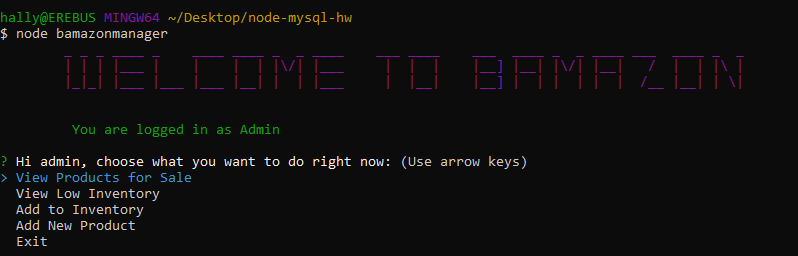 hally@EREBUS MINGW64 ~/Desktop/node-mysql-hw
$ node bamazonmanager
WELCOME TO BAMAZON
You are logged in as Admin
? Hi admin, choose what you want to do right now: (Use arrow keys)
> View Products for Sale
View Low Inventory
Add to Inventory
Add New Product
Exit